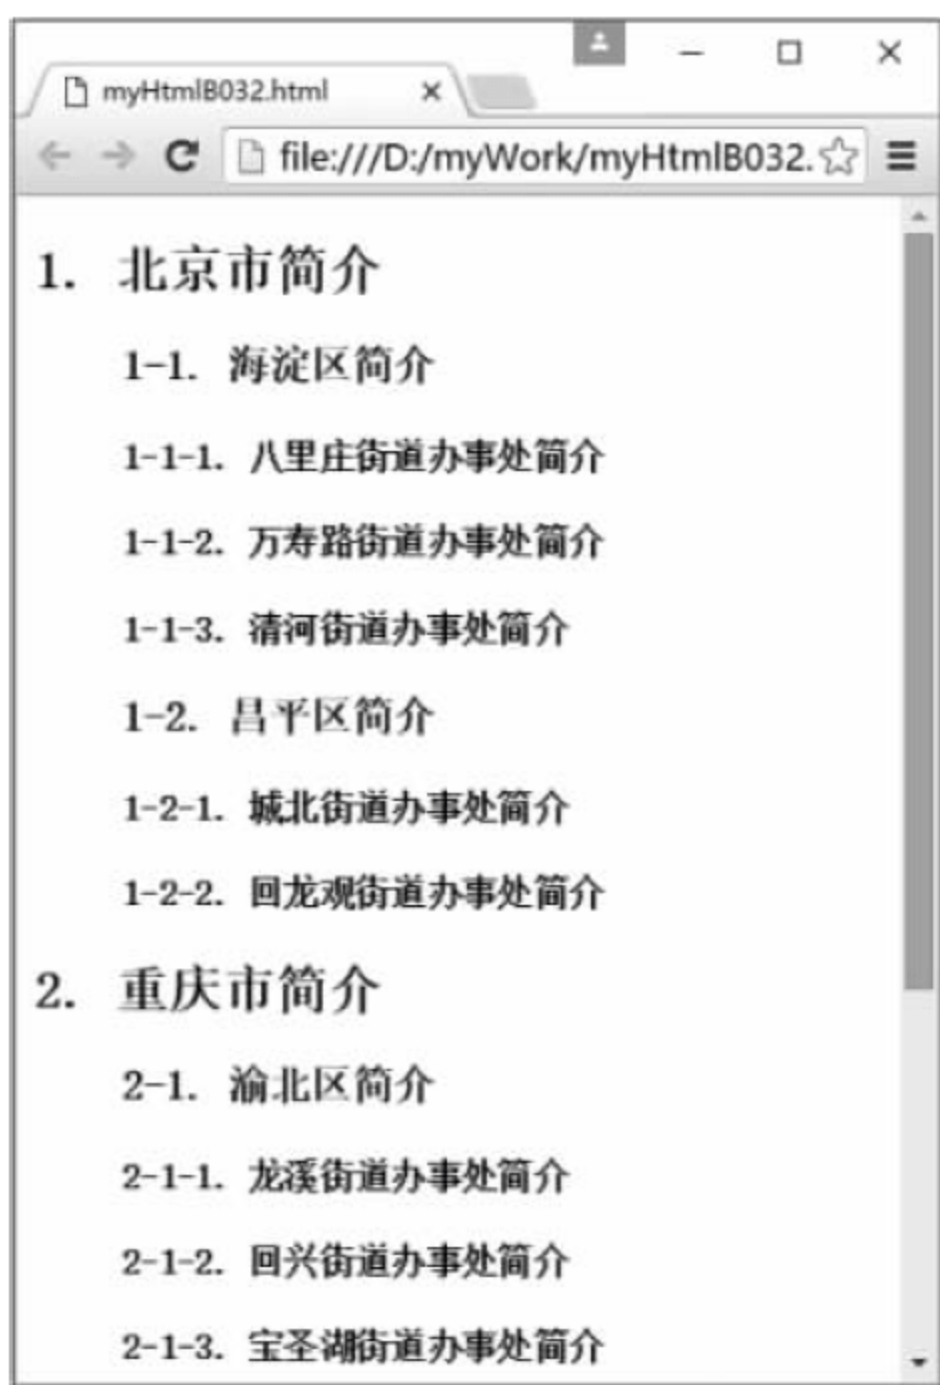 myHtmlB032.html
file:///D:/myWork/myHtmlB032.
1. 北京市简介
1-1. 海淀区简介
1-1-1. 八里庄街道办事处简介
1-1-2. 万寿路街道办事处简介
1-1-3. 清河街道办事处简介
1-2. 昌平区简介
1-2-1. 城北街道办事处简介
1-2-2. 回龙观街道办事处简介
2. 重庆市简介
2-1. 渝北区简介
2-1-1. 龙溪街道办事处简介
2-1-2. 回兴街道办事处简介
2-1-3. 宝圣湖街道办事处简介